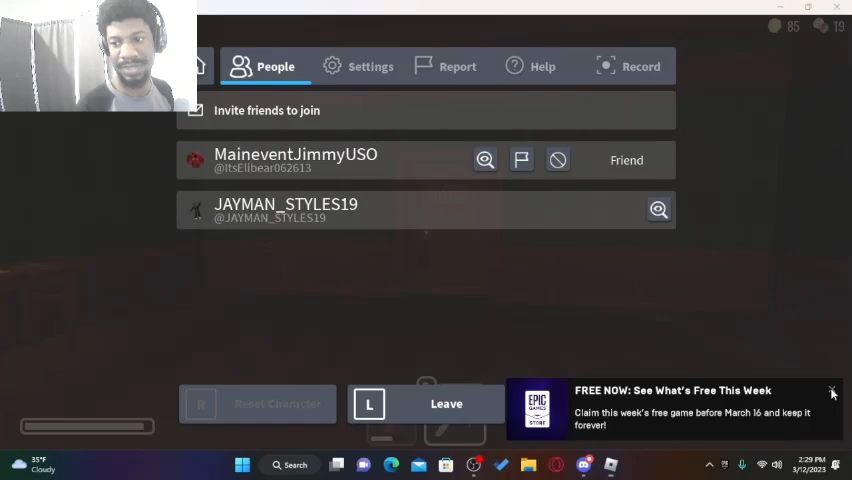 85
19
People
Settings
Report
Help
Record
Invite friends to join
MaineventJimmyUSO
@ItsElibear062613
Friend
JAYMAN_STYLES19
@JAYMAN_STYLES19
R
Reset Character
L
Leave
EPIC
GAMES
STORE
FREE NOW: See What's Free This Week
Claim this week's free game before March 16 and keep it
forever!
35°F
Cloudy
Search
2:29 PM
3/12/2023